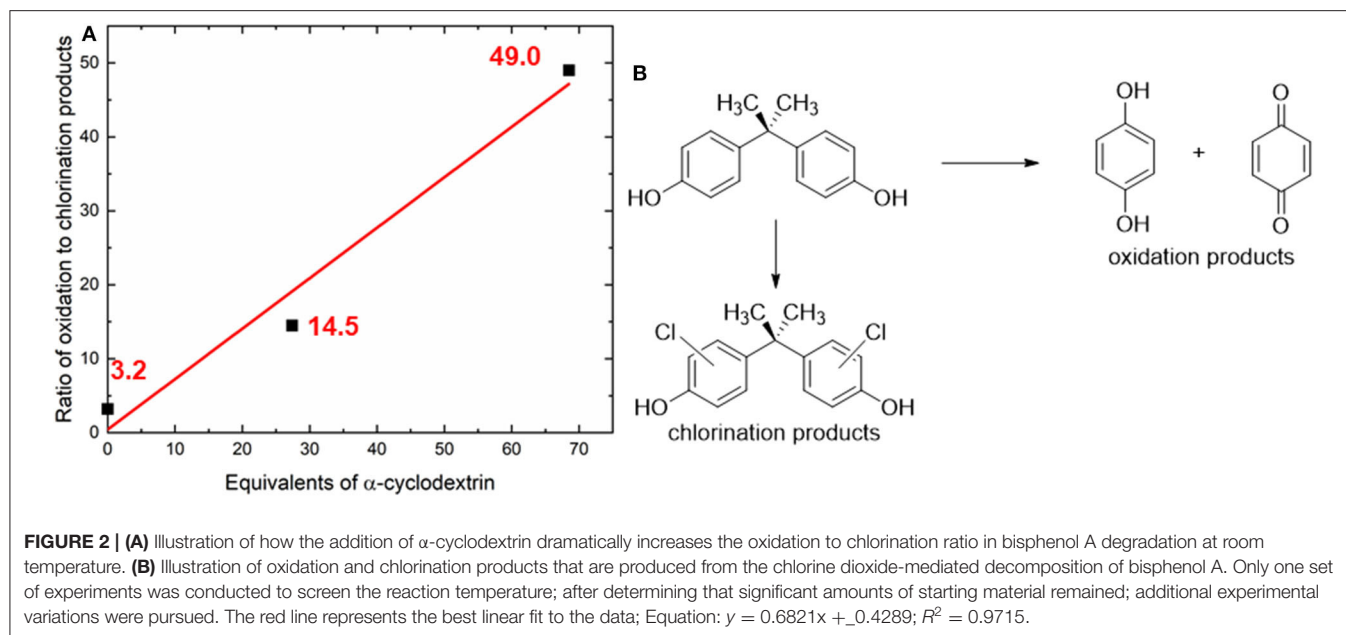 A
Ratio of oxidation to chlorination products
50
40
30
20
10
0
49.0
14.5
3.2
0 10 20 30 40 50 60 70
Equivalents of α-cyclodextrin
B
H₃C CH₃
HO OH
OH
OH
+
O
O
oxidation products
H₃C CH₃
Cl Cl
HO OH
chlorination products
FIGURE 2 | (A) Illustration of how the addition of α-cyclodextrin dramatically increases the oxidation to chlorination ratio in bisphenol A degradation at room
temperature. (B) Illustration of oxidation and chlorination products that are produced from the chlorine dioxide-mediated decomposition of bisphenol A. Only one set
of experiments was conducted to screen the reaction temperature; after determining that significant amounts of starting material remained; additional experimental
variations were pursued. The red line represents the best linear fit to the data; Equation: y = 0.6821x +_0.4289; R² = 0.9715.